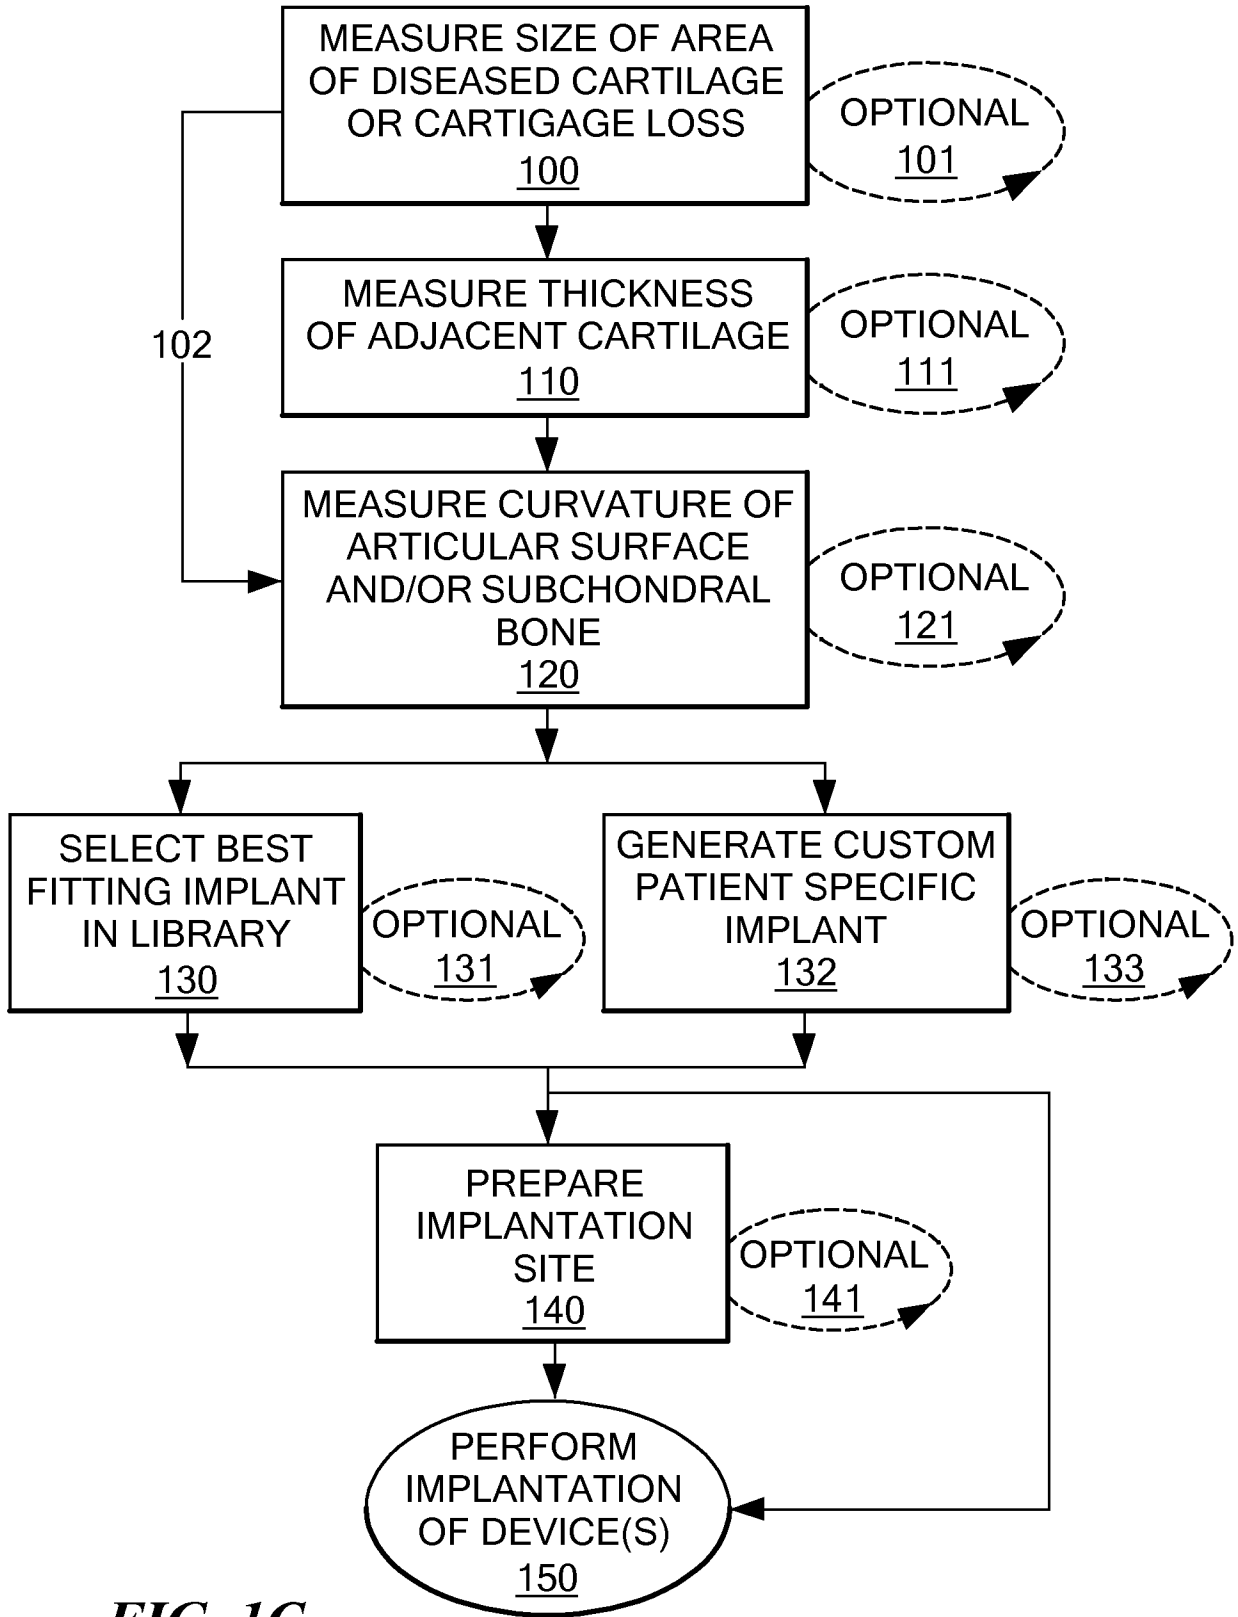 MEASURE SIZE OF AREA
OF DISEASED CARTILAGE
OR CARTIGAGE LOSS
100
OPTIONAL
101
102
MEASURE THICKNESS
OF ADJACENT CARTILAGE
110
OPTIONAL
111
MEASURE CURVATURE OF
ARTICULAR SURFACE
AND/OR SUBCHONDRAL
BONE
120
OPTIONAL
121
SELECT BEST
FITTING IMPLANT
IN LIBRARY
130
OPTIONAL
131
GENERATE CUSTOM
PATIENT SPECIFIC
IMPLANT
132
OPTIONAL
133
PREPARE
IMPLANTATION
SITE
140
OPTIONAL
141
PERFORM
IMPLANTATION
OF DEVICE(S)
150
FIG. 1C